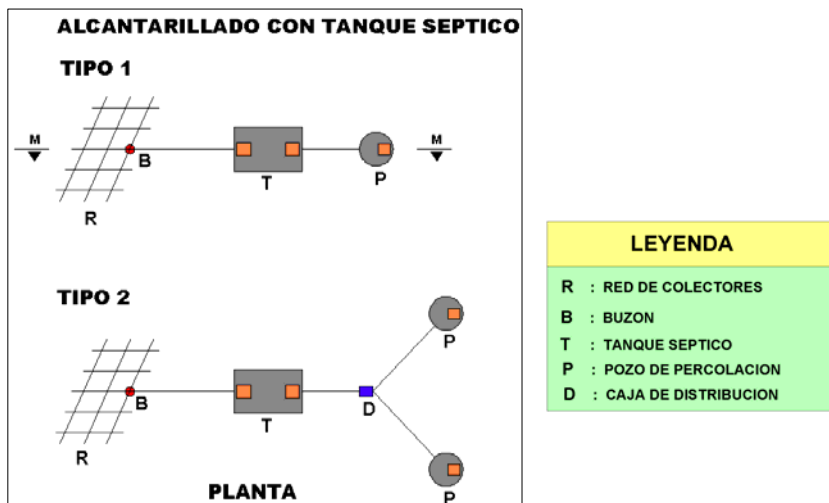 ALCANTARILLADO CON TANQUE SEPTICO
TIPO 1
M
M
B
T
P
R
TIPO 2
P
B
T
D
R
P
PLANTA
LEYENDA
R : RED DE COLECTORES
B : BUZON
T : TANQUE SEPTICO
P : POZO DE PERCOLACION
D : CAJA DE DISTRIBUCION